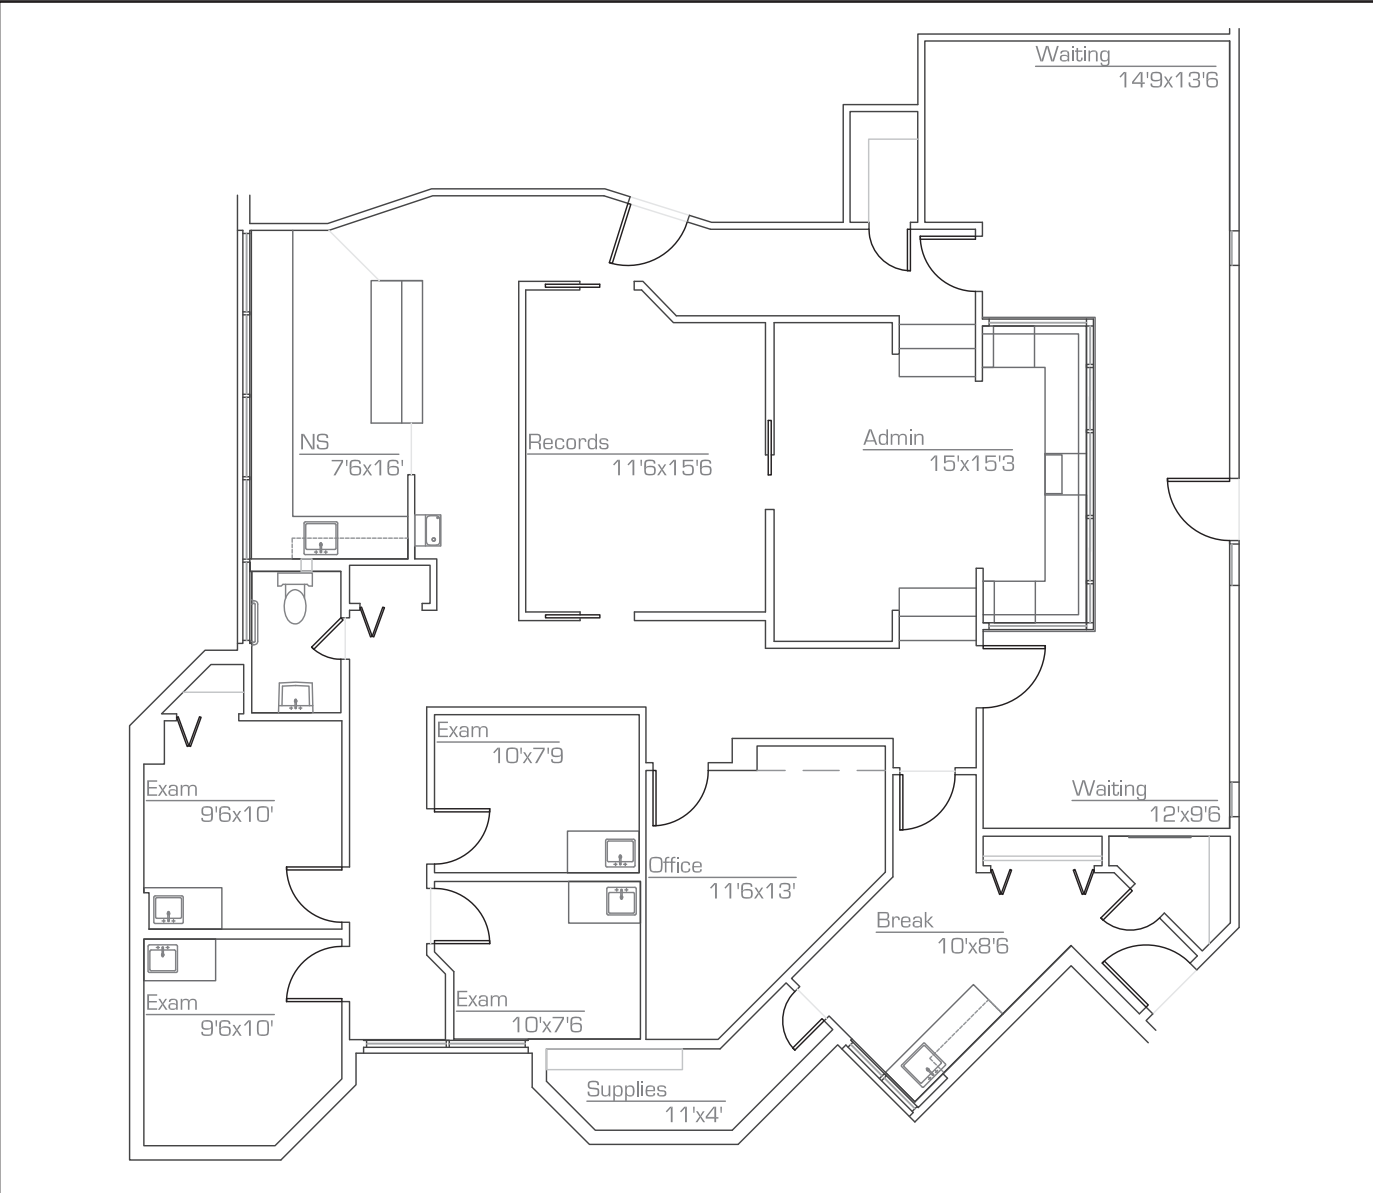 Waiting
14'9x13'6
NS
7'6x16'
Records
11'6x15'6
Admin
15'x15'3
Exam
10'x7'9
Exam
9'6x10'
Waiting
12'x9'6
Office
11'6x13'
Break
10'x8'6
Exam
9'6x10'
Exam
10'x7'6
Supplies
11'x4'